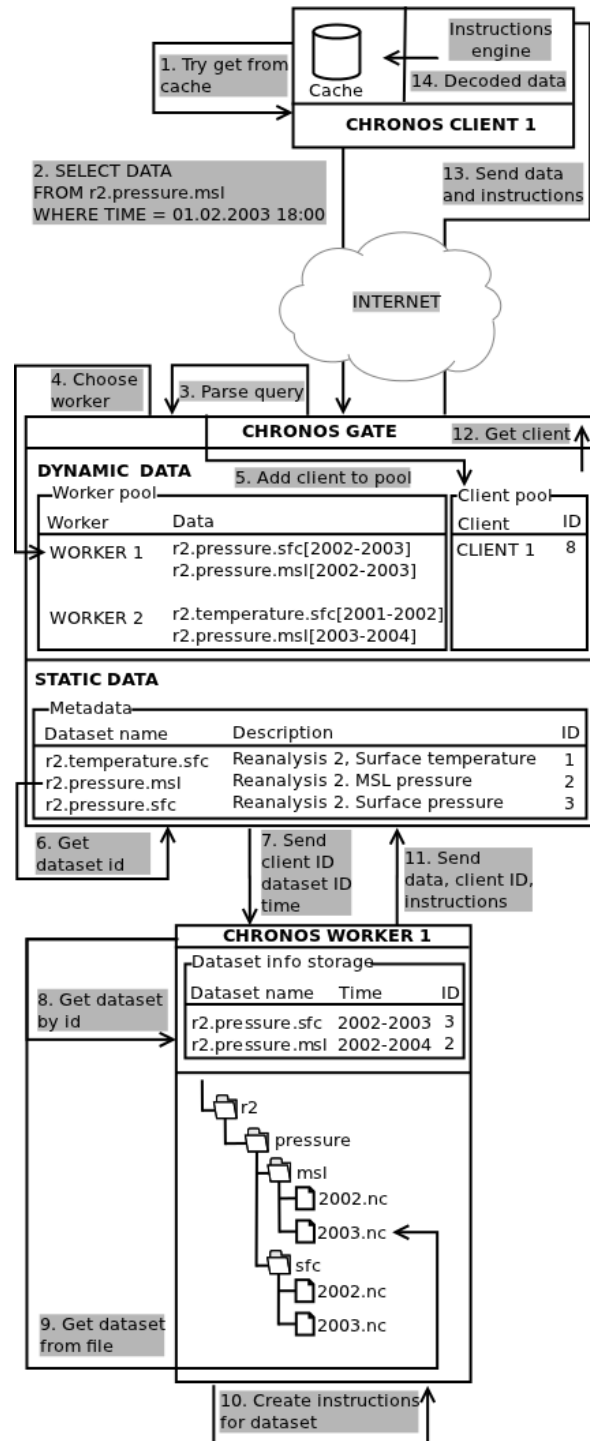 Instructions
engine
1. Try get from
cache
Cache
14. Decoded data
CHRONOS CLIENT 1
2. SELECT DATA
FROM r2.pressure.msl
WHERE TIME = 01.02.2003 18:00
13. Send data
and instructions
INTERNET
4. Choose
worker
3. Parse query
CHRONOS GATE
12. Get client
DYNAMIC DATA
5. Add client to pool
Worker pool
Client pool
Worker Data
Client ID
WORKER 1 r2.pressure.sfc[2002-2003]
CLIENT 1 8
r2.pressure.msl[2002-2003]
WORKER 2 r2.temperature.sfc[2001-2002]
r2.pressure.msl[2003-2004]
STATIC DATA
Metadata
Dataset name Description ID
r2.temperature.sfc Reanalysis 2, Surface temperature 1
r2.pressure.msl Reanalysis 2. MSL pressure 2
r2.pressure.sfc Reanalysis 2. Surface pressure 3
6. Get
dataset id
7. Send
client ID
dataset ID
time
11. Send
data, client ID,
instructions
CHRONOS WORKER 1
Dataset info storage
Dataset name Time ID
r2.pressure.sfc 2002-2003 3
r2.pressure.msl 2002-2004 2
8. Get dataset
by id
r2
pressure
msl
2002.nc
2003.nc
sfc
2002.nc
2003.nc
9. Get dataset
from file
10. Create instructions
for dataset